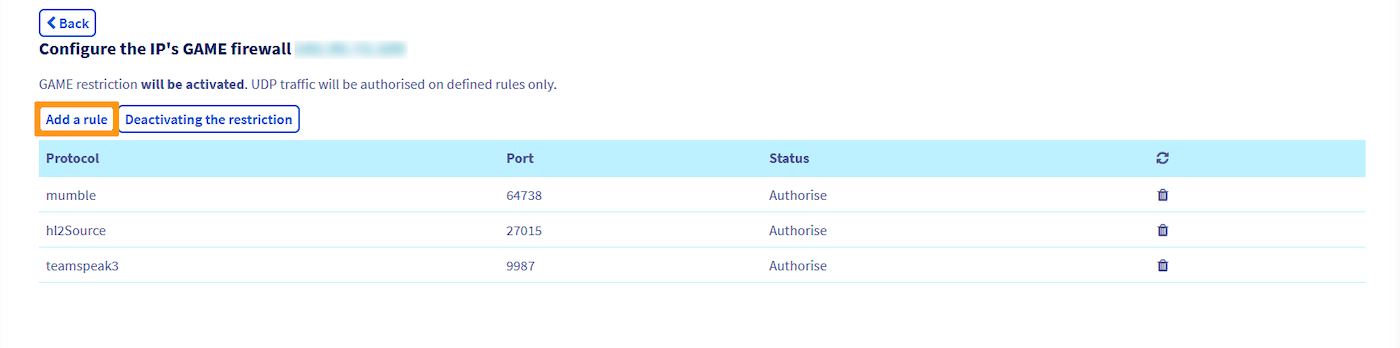 Back
Configure the IP's GAME firewall
GAME restriction will be activated. UDP traffic will be authorised on defined rules only.
Add a rule Deactivating the restriction
Protocol Port Status
mumble 64738 Authorise
hl2Source 27015 Authorise
teamspeak3 9987 Authorise